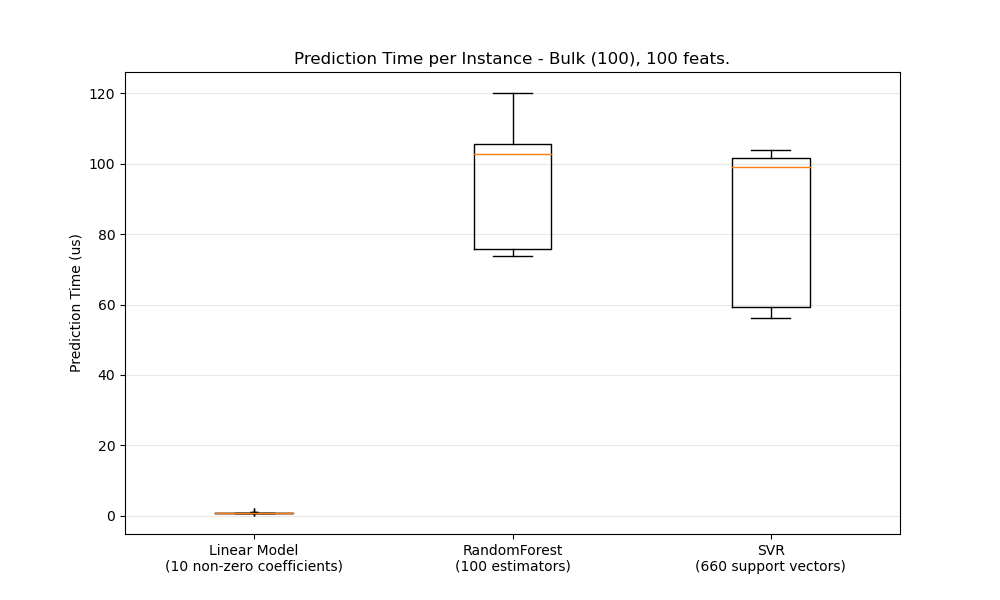 Prediction Time per Instance - Bulk (100), 100 feats.
120
100
80
60
40
20
0
Prediction Time (us)
Linear Model
(10 non-zero coefficients)
RandomForest
(100 estimators)
SVR
(660 support vectors)